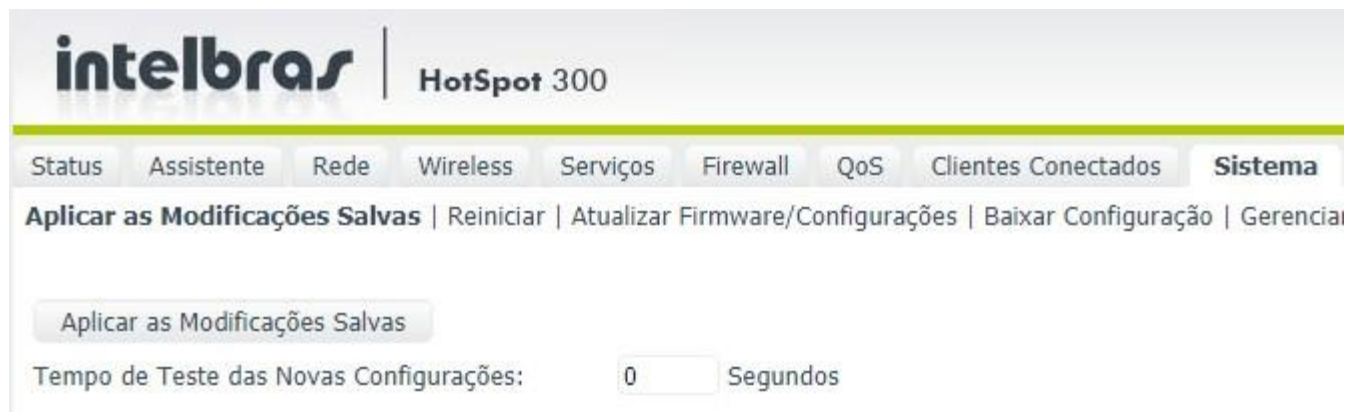 intelbras HotSpot 300
Status Assistente Rede Wireless Serviços Firewall QoS Clientes Conectados Sistema
Aplicar as Modificações Salvas | Reiniciar | Atualizar Firmware/Configurações | Baixar Configuração | Gerenciar
Aplicar as Modificações Salvas
Tempo de Teste das Novas Configurações: 0 Segundos